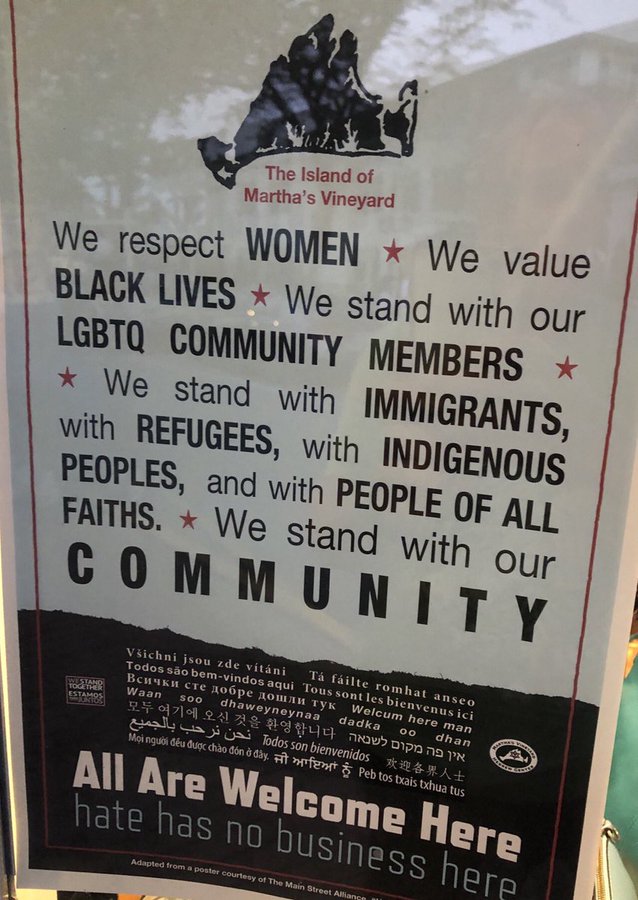 The Island of
Martha's Vineyard
We respect WOMEN ★ We value
BLACK LIVES ★ We stand with our
LGBTQ COMMUNITY MEMBERS ★
★ We stand with IMMIGRANTS,
with REFUGEES, with INDIGENOUS
PEOPLES, and with PEOPLE OF ALL
FAITHS. ★ We stand with our
COMMUNITY
Všichni jsou zde vítáni Tá fáilte romhat anseo
WE STAND
TOGETHER
ESTAMOS
JUNTOS
Todos são bem-vindos aqui Tous sont les bienvenus ici
Всички сте добре дошли тук Welcum here man
Waan soo dhaweyneynaa dadka oo dhan
모두 여기에 오신 것을 환영합니다 אין פה מקום לשנאה
نحن نرحب بالجميع Todos son bienvenidos 欢迎各界人士
Mọi người đều được chào đón ở đây. ਜੀ ਆਇਆਂ ਨੂੰ Peb tos txais txhua tus
All Are Welcome Here
hate has no business here
Adapted from a poster courtesy of The Main Street Alliance,